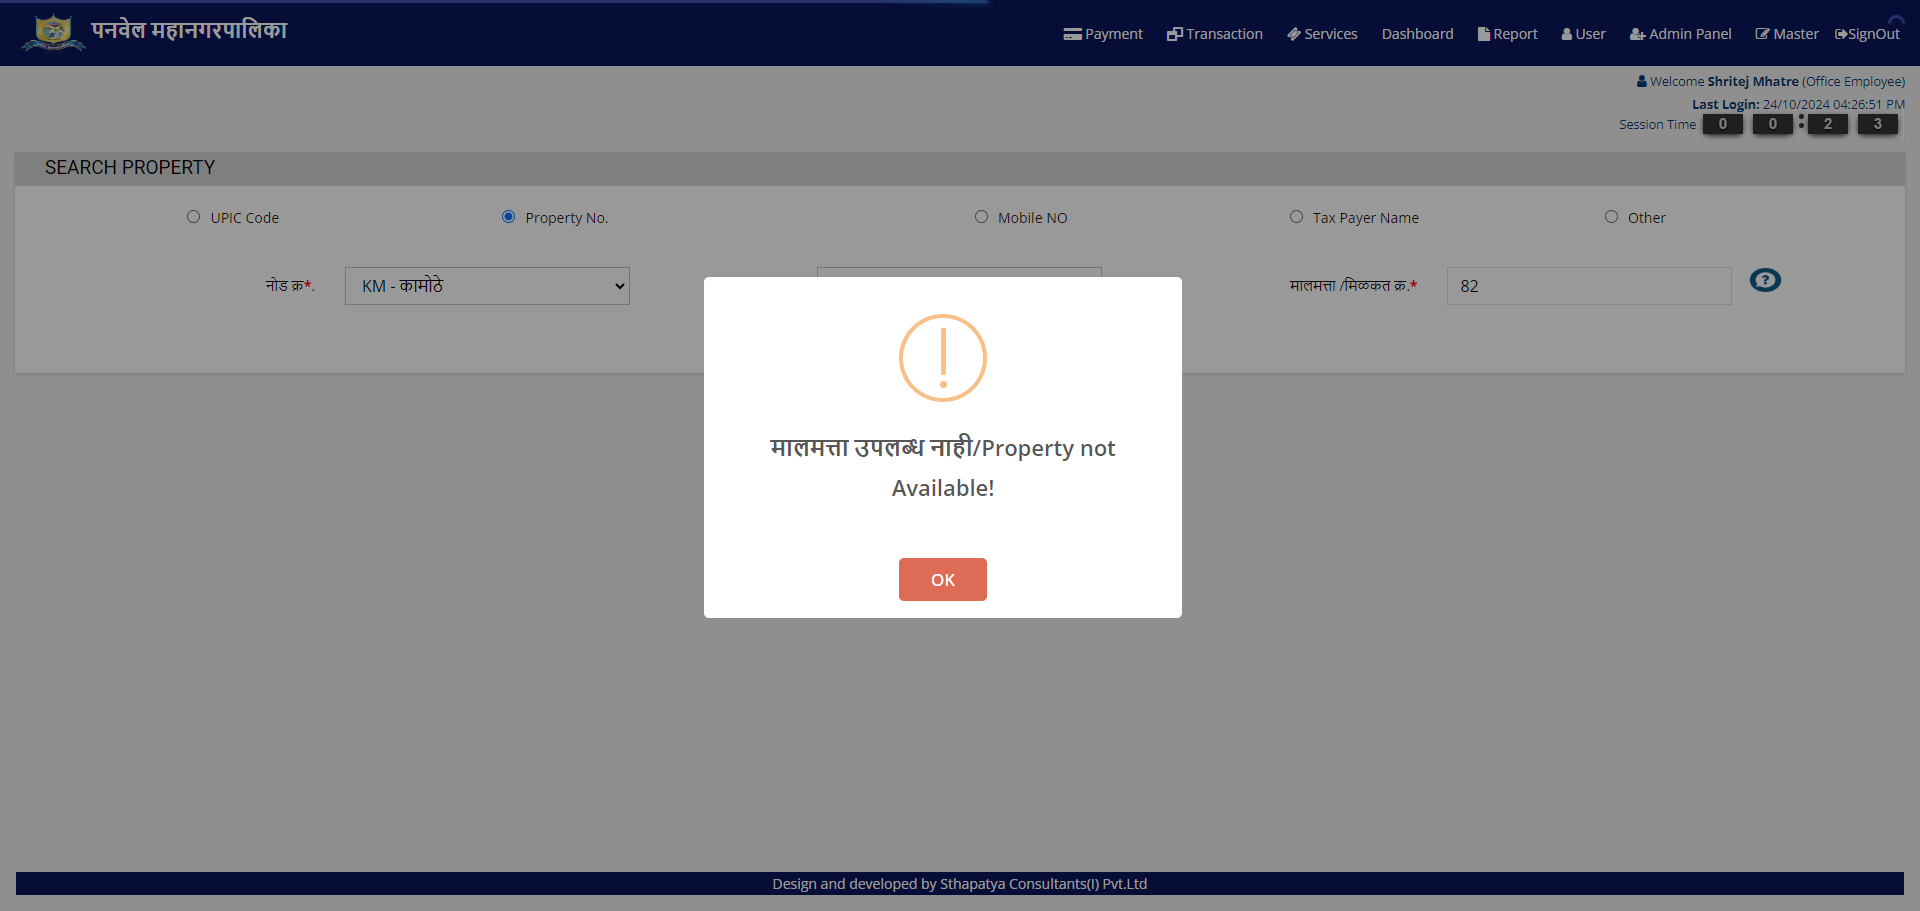 पनवेल महानगरपालिका
Payment Transaction Services Dashboard Report User Admin Panel Master SignOut
Welcome Shritej Mhatre (Office Employee)
Last Login: 24/10/2024 04:26:51 PM
Session Time 0 0 : 2 3
SEARCH PROPERTY
UPIC Code Property No. Mobile NO Tax Payer Name Other
नोड क्र*. KM - कामोठे मालमत्ता /मिळकत क्र.* 82
मालमत्ता उपलब्ध नाही/Property not
Available!
OK
Design and developed by Sthapatya Consultants(I) Pvt.Ltd